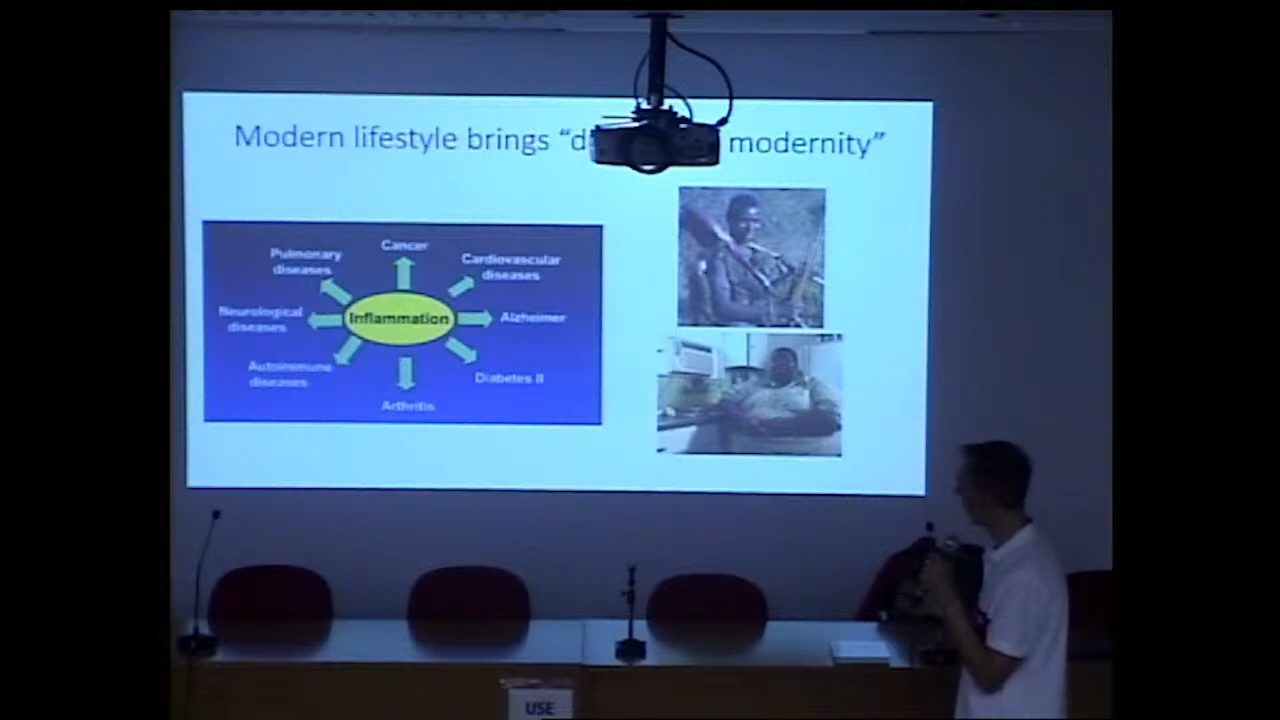 Modern lifestyle brings “d modernity”
Cancer
Pulmonary
diseases
Cardiovascular
diseases
Neurological
diseases
Inflammation
Alzheimer
Autoimmune
diseases
Diabetes II
Arthritis
USE